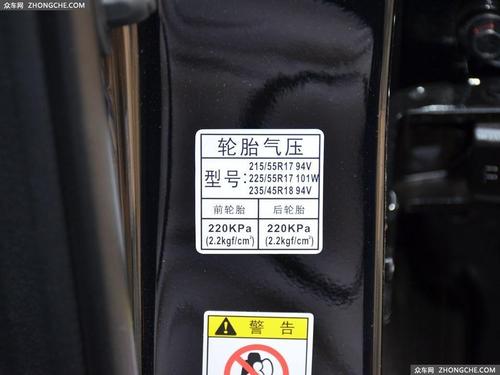 众车网 ZHONGCHE.COM
轮胎气压
型号:
215/55R17 94V
225/55R17 101W
235/45R18 94V
前轮胎 后轮胎
220KPa 220KPa
(2.2kgf/cm²) (2.2kgf/cm²)
警告
众车网 ZHONGCHE.COM